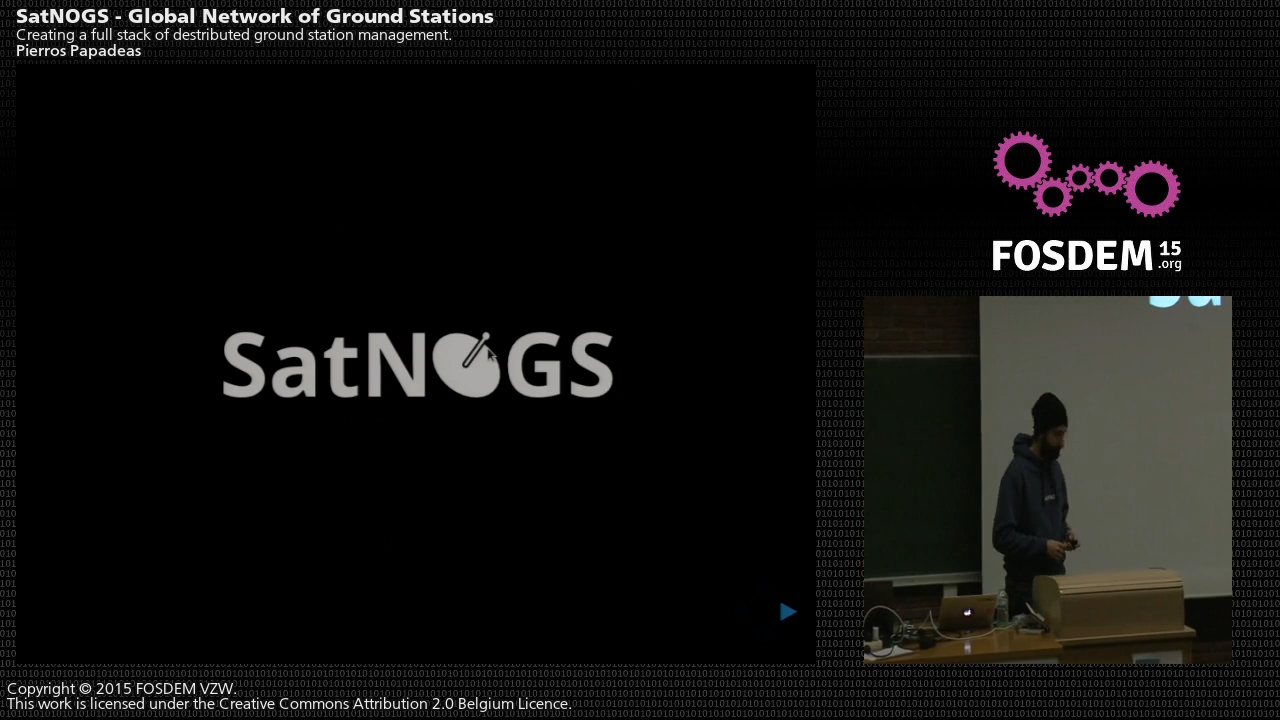 SatNOGS - Global Network of Ground Stations
Creating a full stack of destributed ground station management.
Pierros Papadeas
SatNOGS
FOSDEM 15
.org
Copyright © 2015 FOSDEM VZW.
This work is licensed under the Creative Commons Attribution 2.0 Belgium Licence.